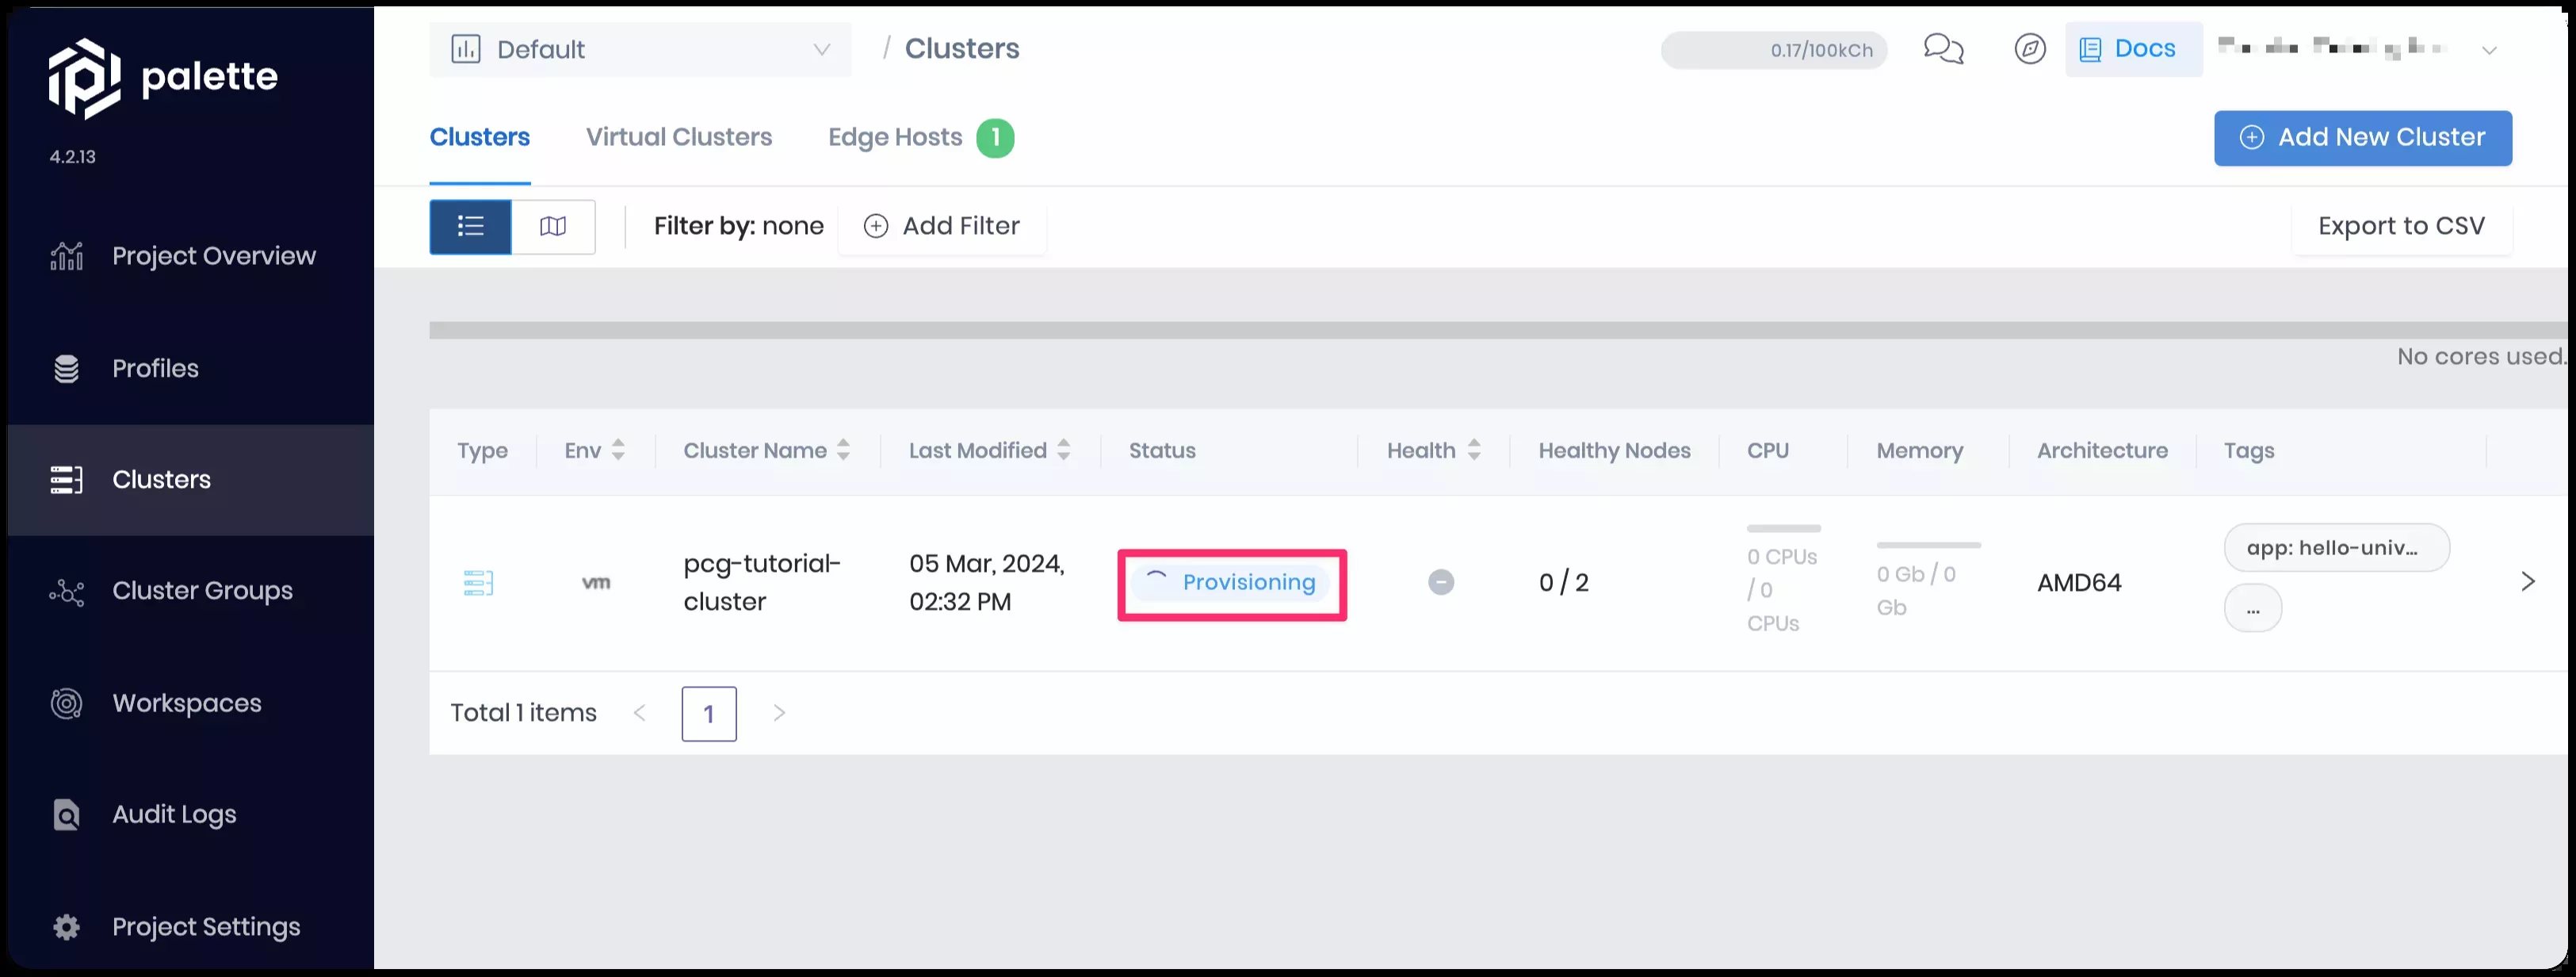 palette
4.2.13
Project Overview
Profiles
Clusters
Cluster Groups
Workspaces
Audit Logs
Project Settings
Default
/ Clusters
0.17/100kCh
Docs
Clusters
Virtual Clusters
Edge Hosts 1
Add New Cluster
Filter by: none
Add Filter
Export to CSV
No cores used.
Type Env Cluster Name Last Modified Status Health Healthy Nodes CPU Memory Architecture Tags
vm
pcg-tutorial-
cluster
05 Mar, 2024,
02:32 PM
Provisioning
0 / 2
0 CPUs
/ 0
CPUs
0 Gb / 0
Gb
AMD64
app: hello-univ...
...
Total 1 items
1